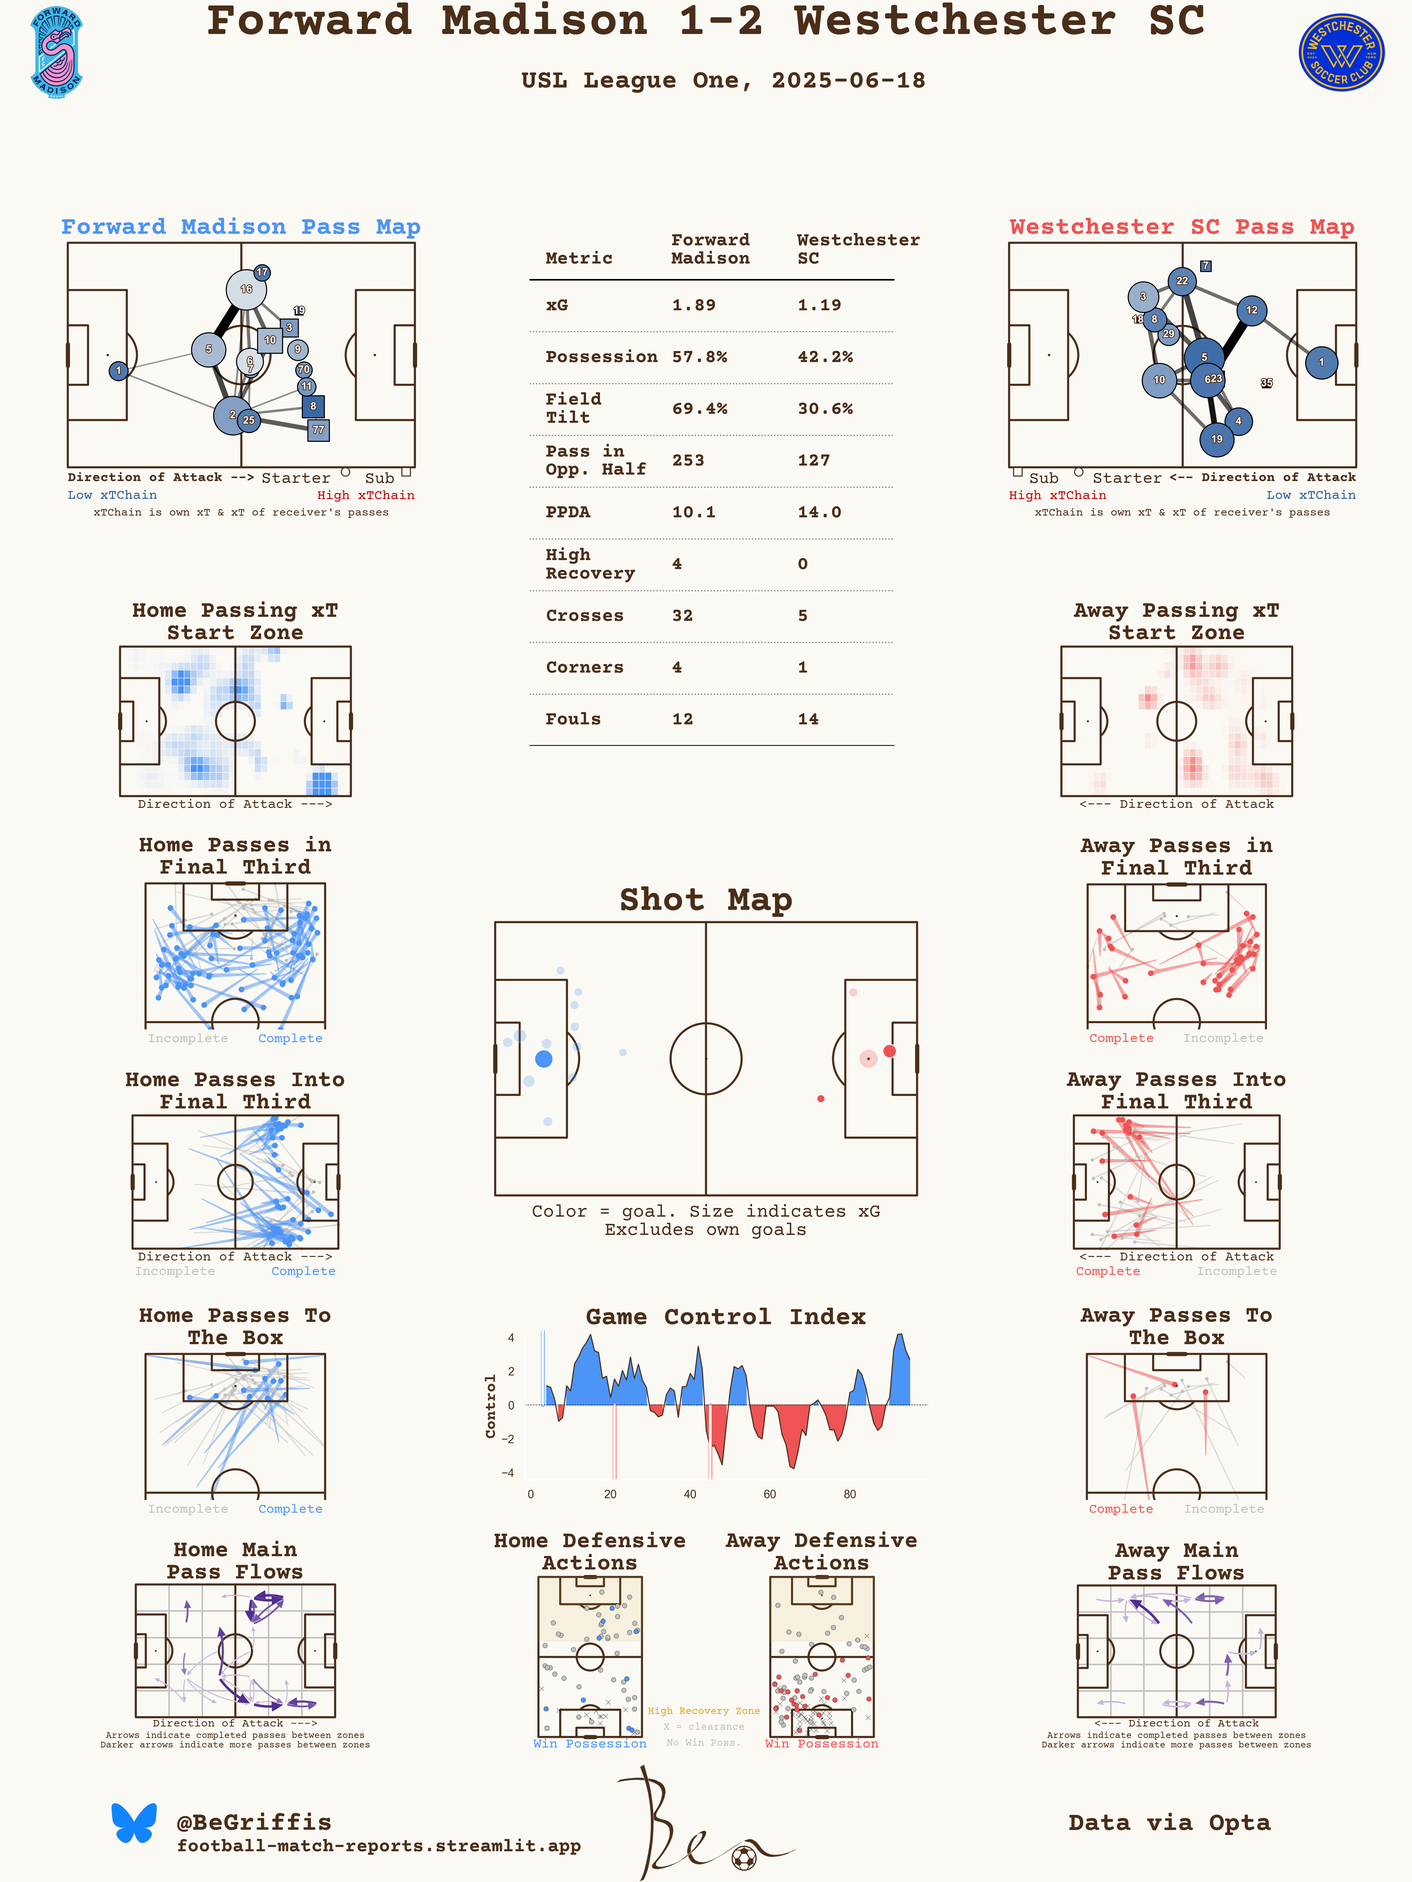 Forward Madison 1-2 Westchester SC
USL League One, 2025-06-18
FORWARD
MADISON
WESTCHESTER
SOCCER CLUB
Forward Madison Pass Map
17
16
19
3
10
5
9
6
7
1
70
11
2
25
8
77
Direction of Attack --> Starter Sub
Low xTChain High xTChain
xTChain is own xT & xT of receiver's passes
Metric Forward Madison Westchester SC
xG 1.89 1.19
Possession 57.8% 42.2%
Field Tilt 69.4% 30.6%
Pass in Opp. Half 253 127
PPDA 10.1 14.0
High Recovery 4 0
Crosses 32 5
Corners 4 1
Fouls 12 14
Westchester SC Pass Map
7
22
3
12
18
8
29
5
1
10
6
23
35
4
19
Sub Starter <-- Direction of Attack
High xTChain Low xTChain
xTChain is own xT & xT of receiver's passes
Home Passing xT
Start Zone
Direction of Attack --->
Away Passing xT
Start Zone
<--- Direction of Attack
Home Passes in
Final Third
Incomplete Complete
Away Passes in
Final Third
Complete Incomplete
Shot Map
Color = goal. Size indicates xG
Excludes own goals
Home Passes Into
Final Third
Direction of Attack --->
Incomplete Complete
Away Passes Into
Final Third
<--- Direction of Attack
Complete Incomplete
Home Passes To
The Box
Incomplete Complete
Game Control Index
Control
4
2
0
−2
−4
0 20 40 60 80
Away Passes To
The Box
Complete Incomplete
Home Main
Pass Flows
Direction of Attack --->
Arrows indicate completed passes between zones
Darker arrows indicate more passes between zones
Home Defensive
Actions
Win Possession
High Recovery Zone
X = clearance
No Win Poss.
Away Defensive
Actions
Win Possession
Away Main
Pass Flows
<--- Direction of Attack
Arrows indicate completed passes between zones
Darker arrows indicate more passes between zones
@BeGriffis
football-match-reports.streamlit.app
Ben
Data via Opta